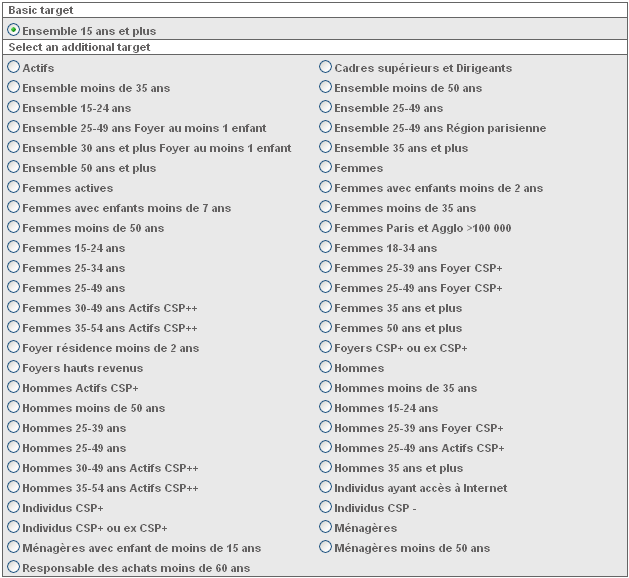 Basic target
Ensemble 15 ans et plus
Select an additional target
Actifs
Cadres supérieurs et Dirigeants
Ensemble moins de 35 ans
Ensemble moins de 50 ans
Ensemble 15-24 ans
Ensemble 25-49 ans
Ensemble 25-49 ans Foyer au moins 1 enfant
Ensemble 25-49 ans Région parisienne
Ensemble 30 ans et plus Foyer au moins 1 enfant
Ensemble 35 ans et plus
Ensemble 50 ans et plus
Femmes
Femmes actives
Femmes avec enfants moins de 2 ans
Femmes avec enfants moins de 7 ans
Femmes moins de 35 ans
Femmes moins de 50 ans
Femmes Paris et Agglo >100 000
Femmes 15-24 ans
Femmes 18-34 ans
Femmes 25-34 ans
Femmes 25-39 ans Foyer CSP+
Femmes 25-49 ans
Femmes 25-49 ans Foyer CSP+
Femmes 30-49 ans Actifs CSP++
Femmes 35 ans et plus
Femmes 35-54 ans Actifs CSP++
Femmes 50 ans et plus
Foyer résidence moins de 2 ans
Foyers CSP+ ou ex CSP+
Foyers hauts revenus
Hommes
Hommes Actifs CSP+
Hommes moins de 35 ans
Hommes moins de 50 ans
Hommes 15-24 ans
Hommes 25-39 ans
Hommes 25-39 ans Foyer CSP+
Hommes 25-49 ans
Hommes 25-49 ans Actifs CSP+
Hommes 30-49 ans Actifs CSP++
Hommes 35 ans et plus
Hommes 35-54 ans Actifs CSP++
Individus ayant accès à Internet
Individus CSP+
Individus CSP -
Individus CSP+ ou ex CSP+
Ménagères
Ménagères avec enfant de moins de 15 ans
Ménagères moins de 50 ans
Responsable des achats moins de 60 ans